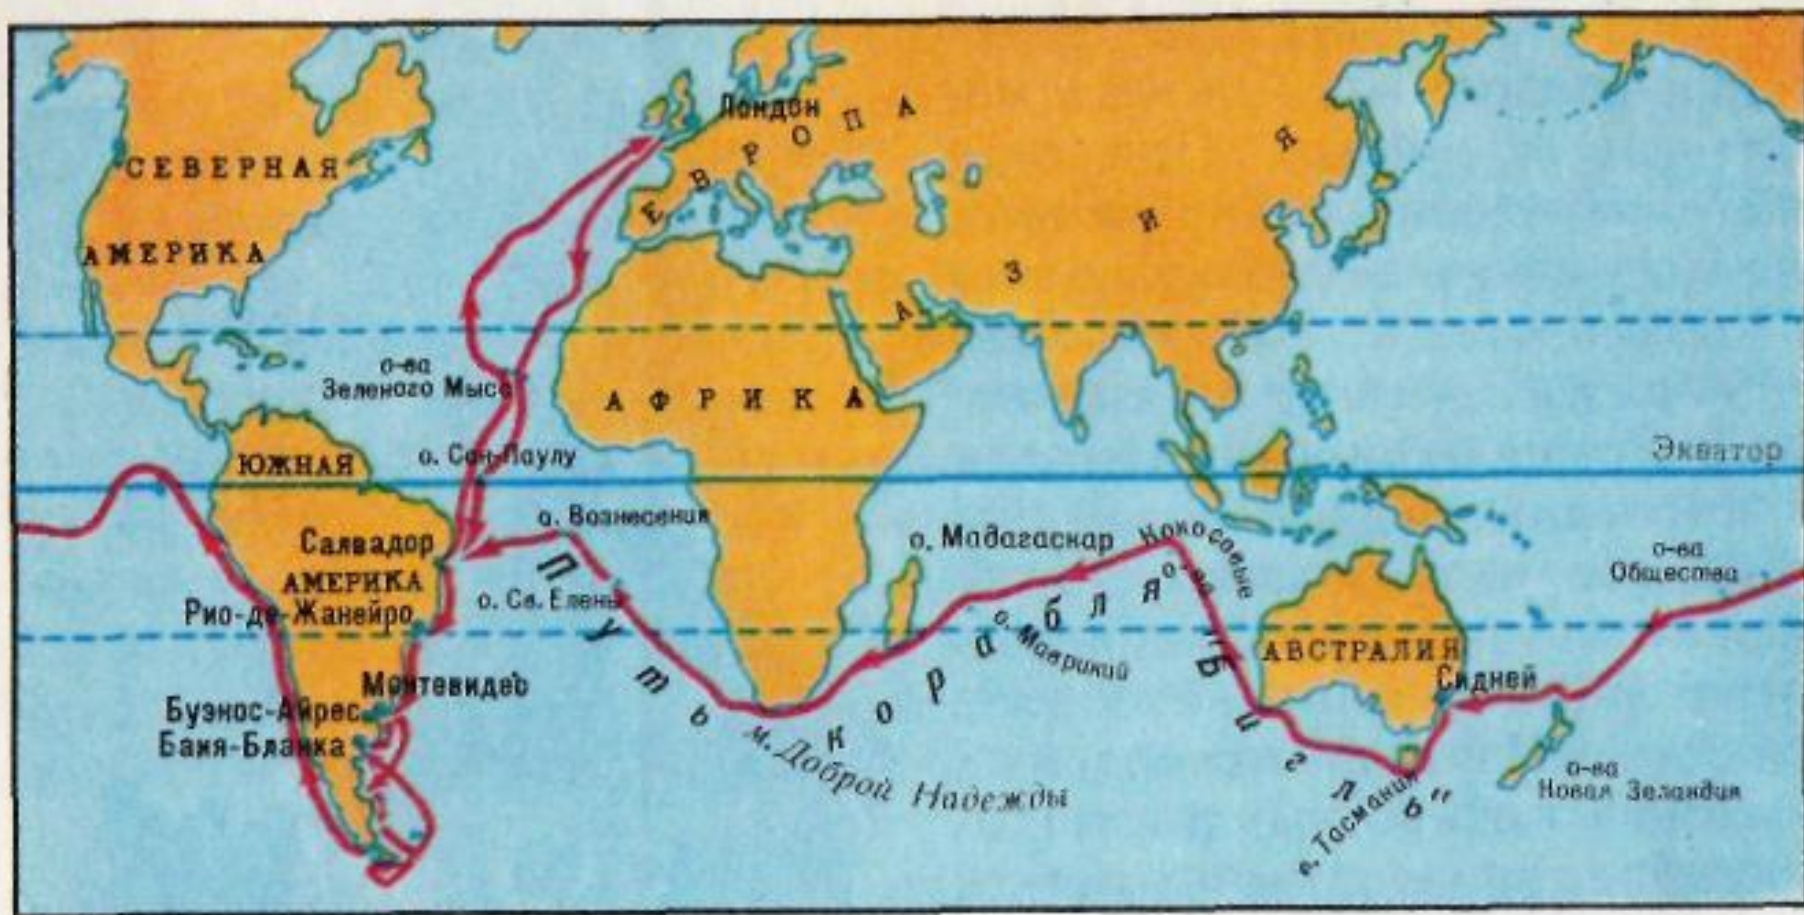 Лондон
ЕВРОПА
АЗИЯ
СЕВЕРНАЯ
АМЕРИКА
о-ва
Зеленого Мыса
АФРИКА
о. Сан-Паулу
ЮЖНАЯ
АМЕРИКА
Экватор
о. Вознесения
Салвадор
о. Св. Елены
Рио-де-Жанейро
Монтевидео
Буэнос-Айрес
Баия-Бланка
о. Мадагаскар
Кокосовые
о-ва
о. Маврикий
Путь корабля "Бигль"
м. Доброй Надежды
АВСТРАЛИЯ
Сидней
о. Тасмания
о-ва
Общества
о-ва
Новая Зеландия